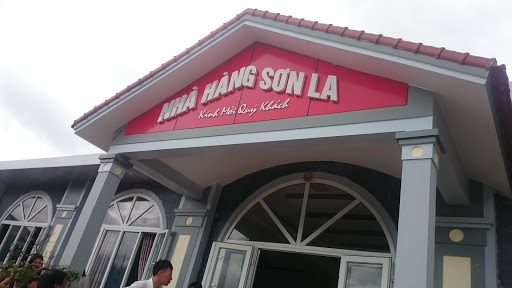 NHÀ HÀNG SƠN LA
Kính Mời Quý Khách